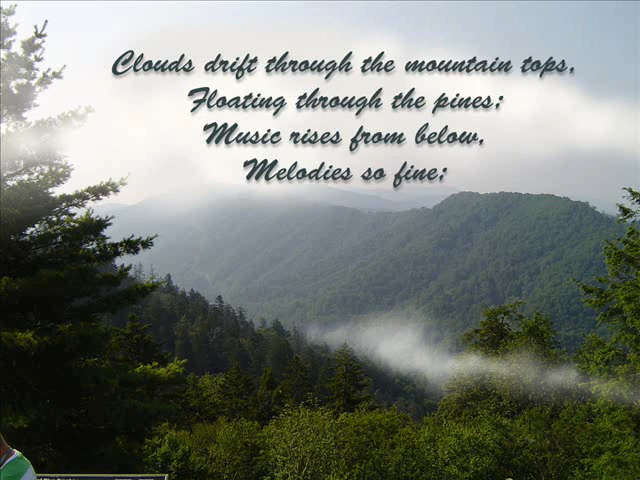 Clouds drift through the mountain tops,
Floating through the pines;
Music rises from below,
Melodies so fine;